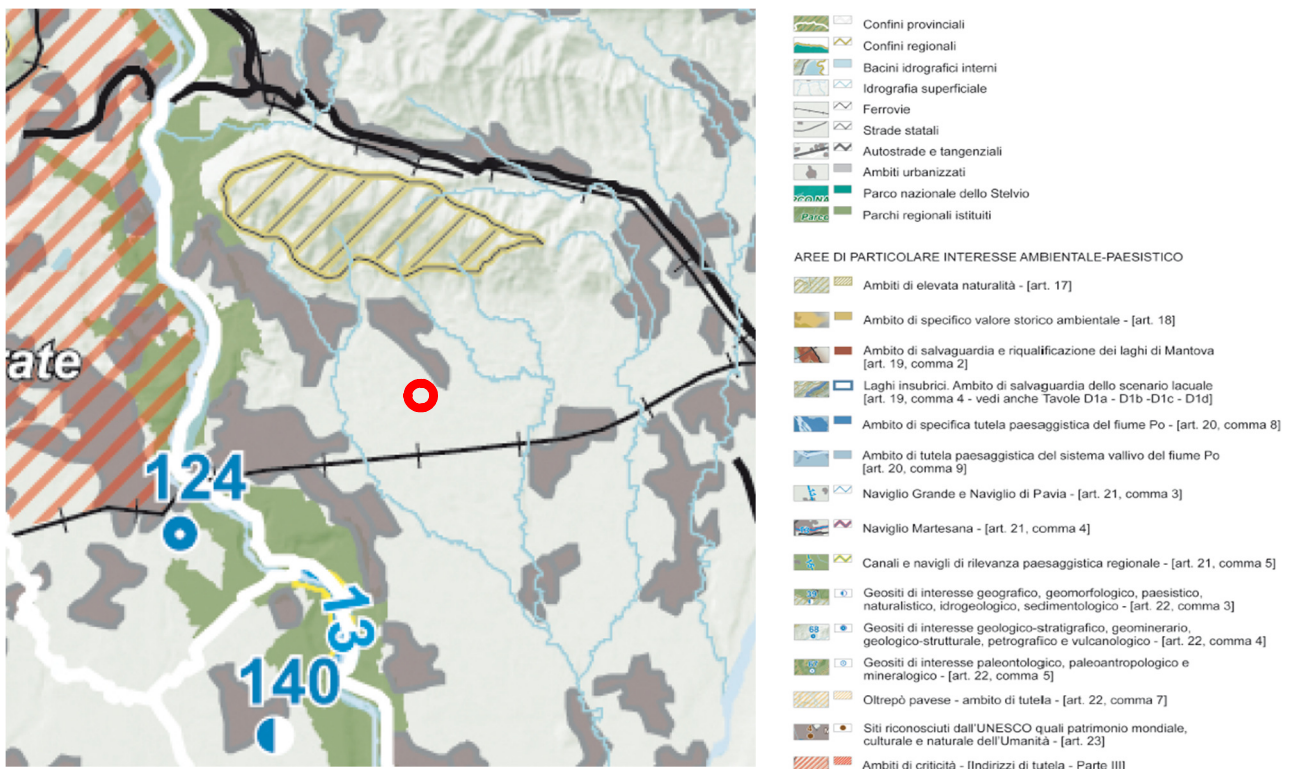 ate
124
13
140
Confini provinciali
Confini regionali
Bacini idrografici interni
Idrografia superficiale
Ferrovie
Strade statali
Autostrade e tangenziali
Ambiti urbanizzati
Parco nazionale dello Stelvio
Parchi regionali istituiti
AREE DI PARTICOLARE INTERESSE AMBIENTALE-PAESISTICO
Ambiti di elevata naturalità - [art. 17]
Ambito di specifico valore storico ambientale - [art. 18]
Ambito di salvaguardia e riqualificazione dei laghi di Mantova
[art. 19, comma 2]
Laghi insubrici. Ambito di salvaguardia dello scenario lacuale
[art. 19, comma 4 - vedi anche Tavole D1a - D1b -D1c - D1d]
Ambito di specifica tutela paesaggistica del fiume Po - [art. 20, comma 8]
Ambito di tutela paesaggistica del sistema vallivo del fiume Po
[art. 20, comma 9]
Naviglio Grande e Naviglio di Pavia - [art. 21, comma 3]
Naviglio Martesana - [art. 21, comma 4]
Canali e navigli di rilevanza paesaggistica regionale - [art. 21, comma 5]
Geositi di interesse geografico, geomorfologico, paesistico,
naturalistico, idrogeologico, sedimentologico - [art. 22, comma 3]
68
Geositi di interesse geologico-stratigrafico, geominerario,
geologico-strutturale, petrografico e vulcanologico - [art. 22, comma 4]
Geositi di interesse paleontologico, paleoantropologico e
mineralogico - [art. 22, comma 5]
Oltrepò pavese - ambito di tutela - [art. 22, comma 7]
Siti riconosciuti dall'UNESCO quali patrimonio mondiale,
culturale e naturale dell'Umanità - [art. 23]
Ambiti di criticità - [Indirizzi di tutela - Parte III]